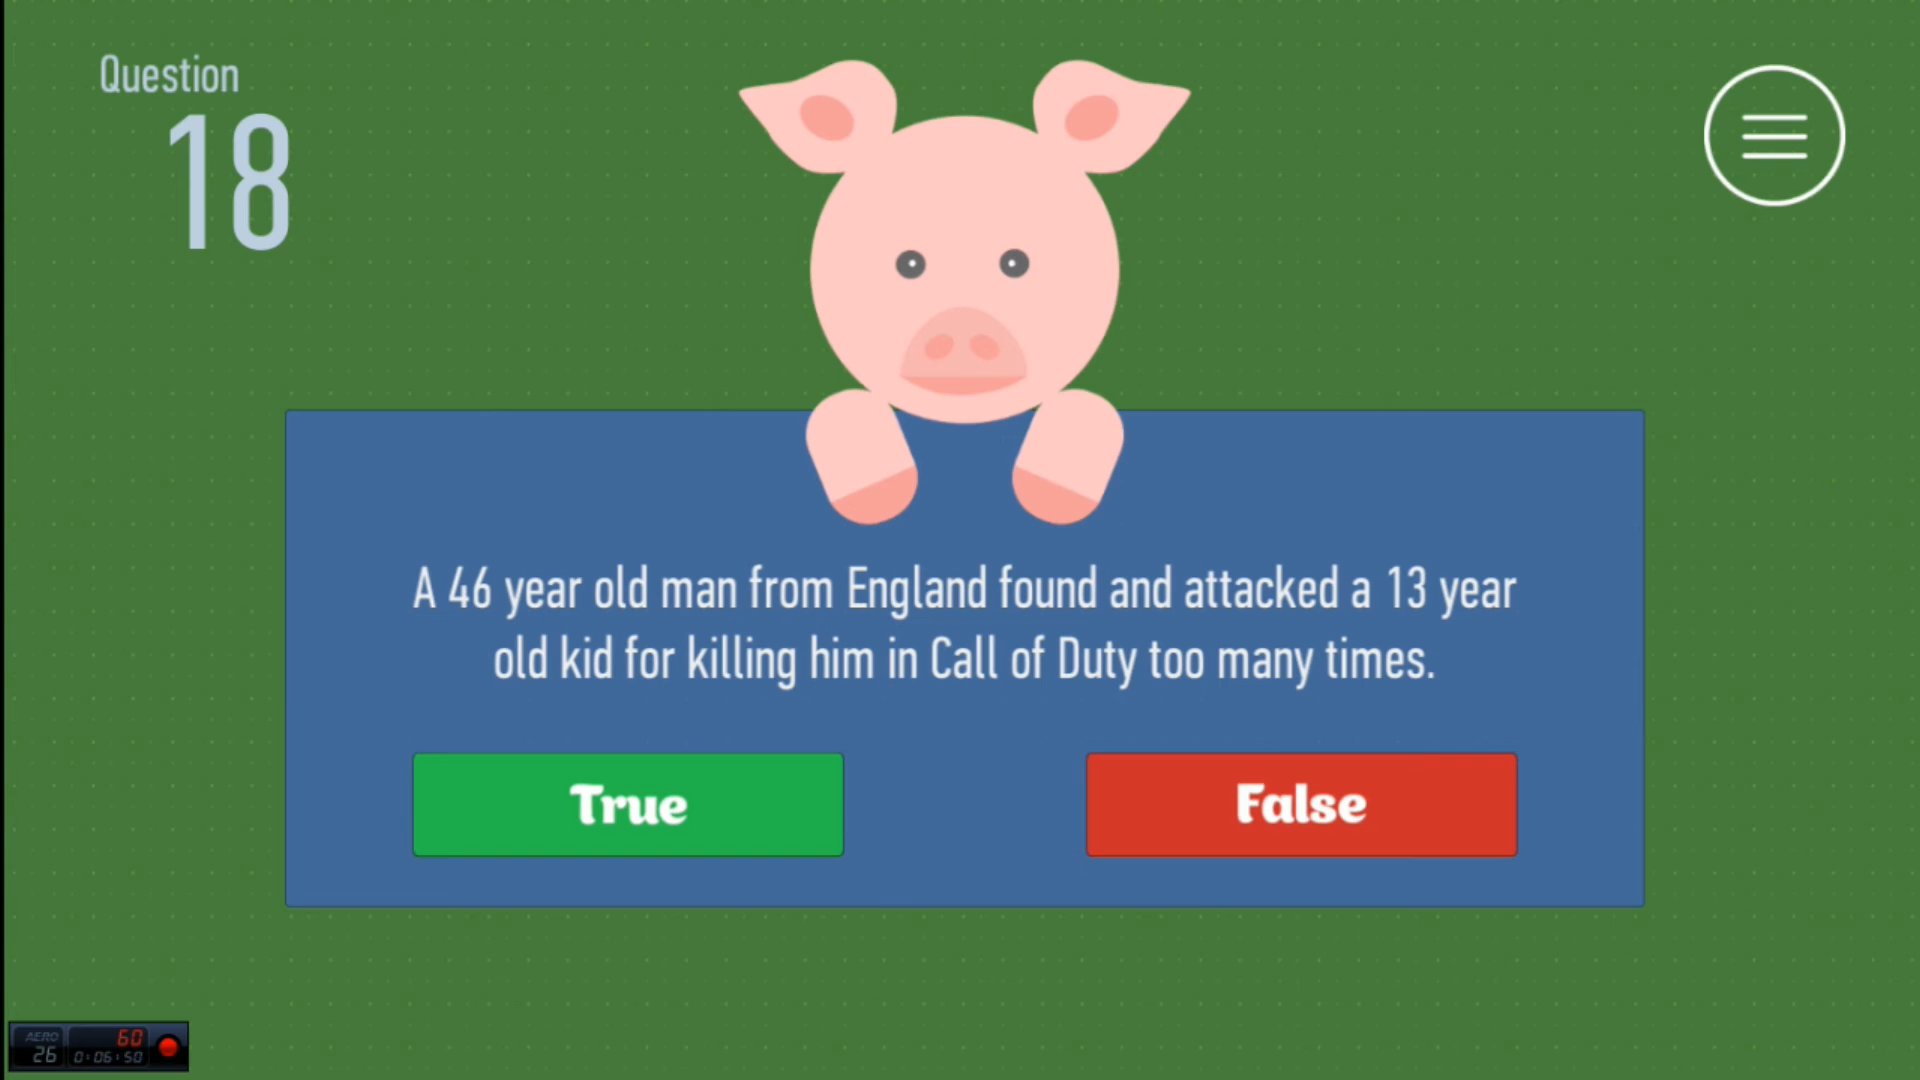 Question
18
A 46 year old man from England found and attacked a 13 year
old kid for killing him in Call of Duty too many times.
True
False
AERO
60
26
0:06:50